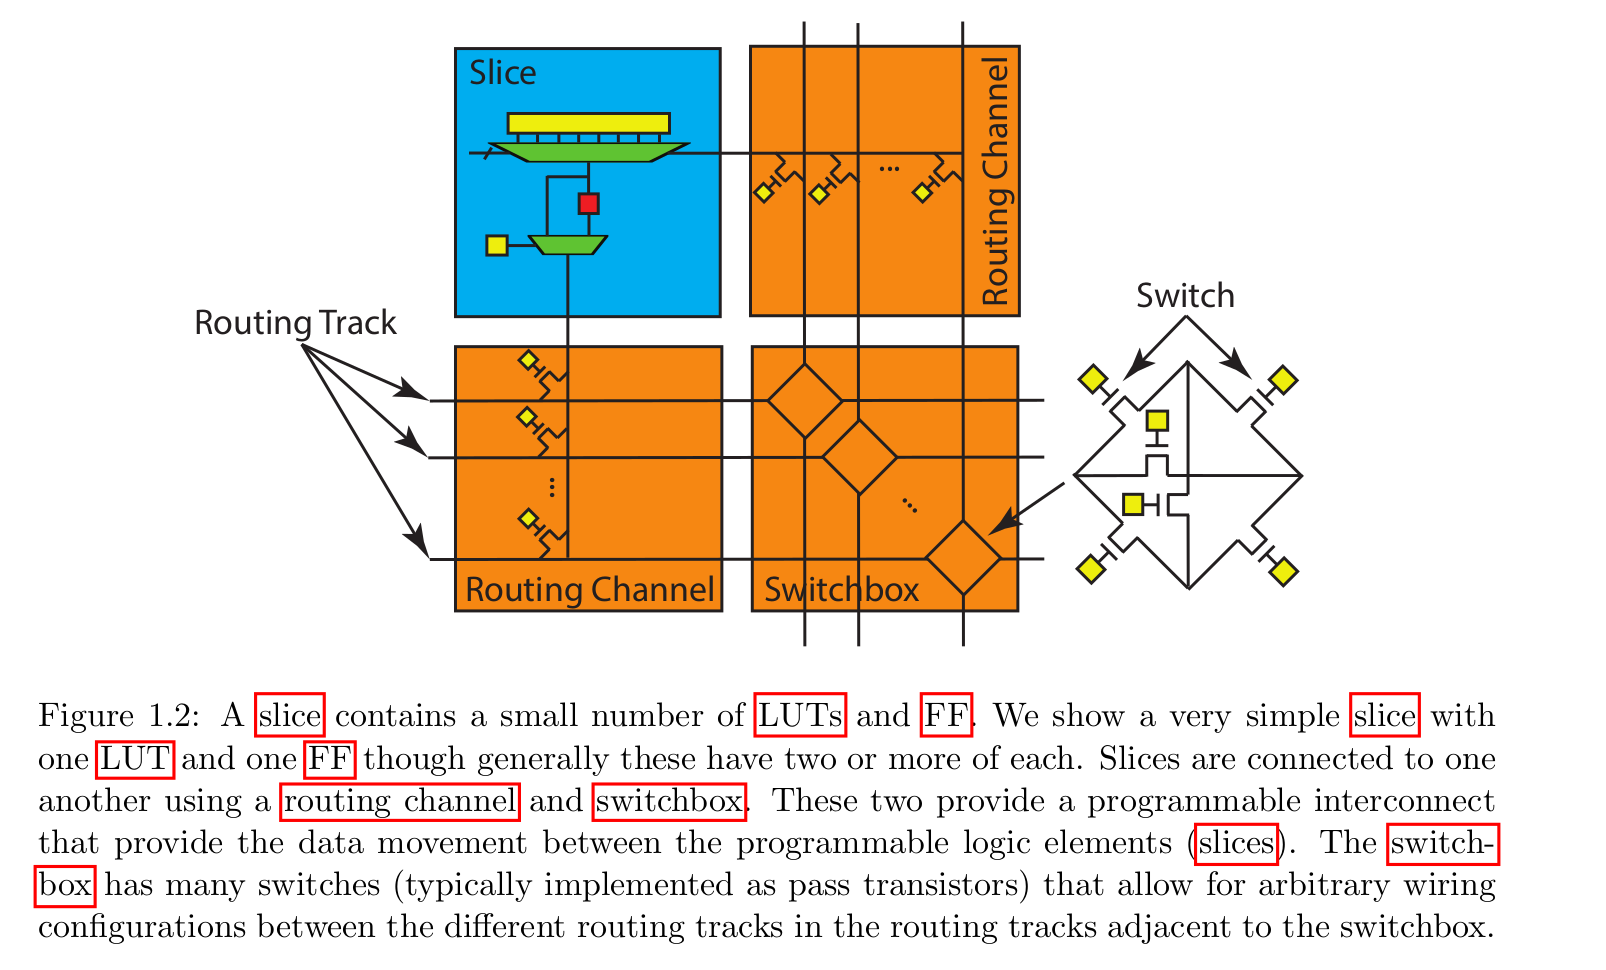 Slice
Routing Channel
Switch
Routing Track
Routing Channel
Switchbox
Figure 1.2: A slice contains a small number of LUTs and FF. We show a very simple slice with
one LUT and one FF though generally these have two or more of each. Slices are connected to one
another using a routing channel and switchbox. These two provide a programmable interconnect
that provide the data movement between the programmable logic elements (slices). The switch-
box has many switches (typically implemented as pass transistors) that allow for arbitrary wiring
configurations between the different routing tracks in the routing tracks adjacent to the switchbox.